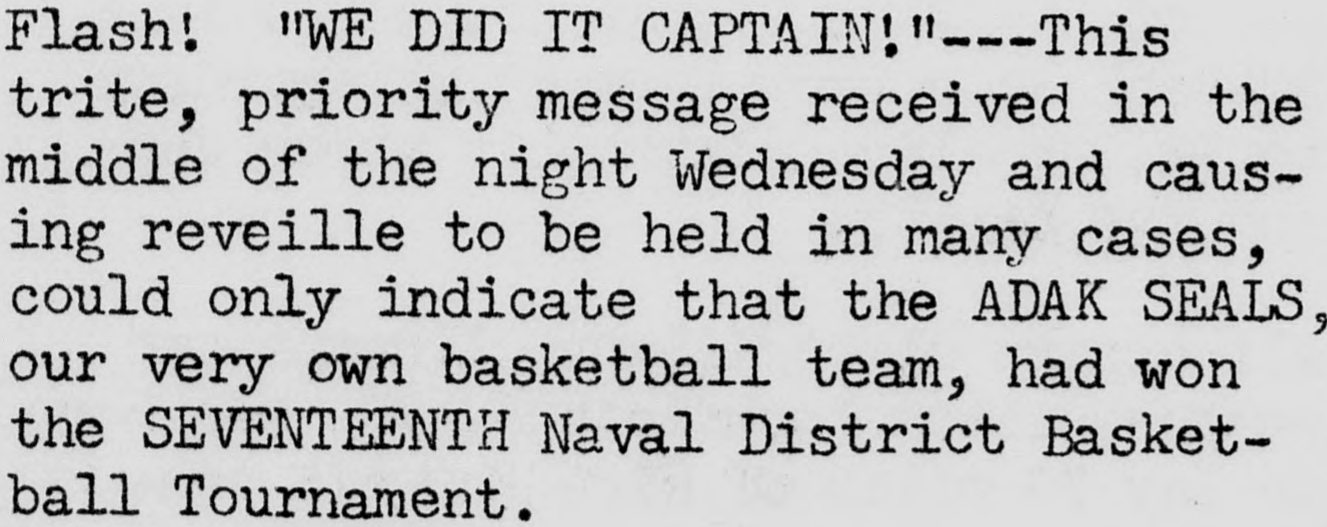 Flash!  "WE DID IT CAPTAIN!"---This
trite, priority message received in the
middle of the night Wednesday and caus-
ing reveille to be held in many cases,
could only indicate that the ADAK SEALS,
our very own basketball team, had won
the SEVENTEENTH Naval District Basket-
ball Tournament.